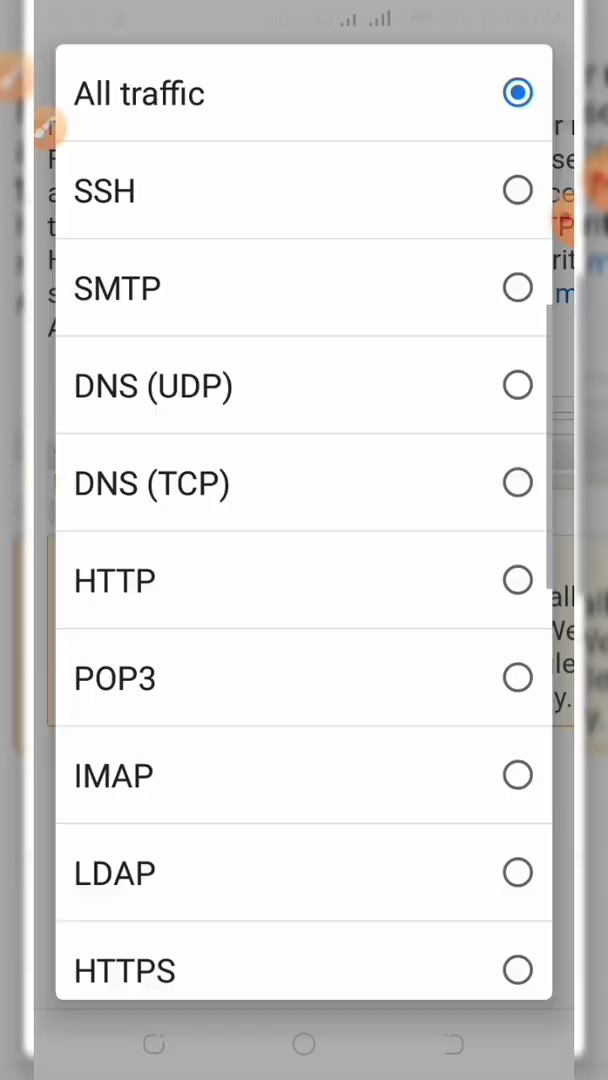 All traffic
SSH
SMTP
DNS (UDP)
DNS (TCP)
HTTP
POP3
IMAP
LDAP
HTTPS